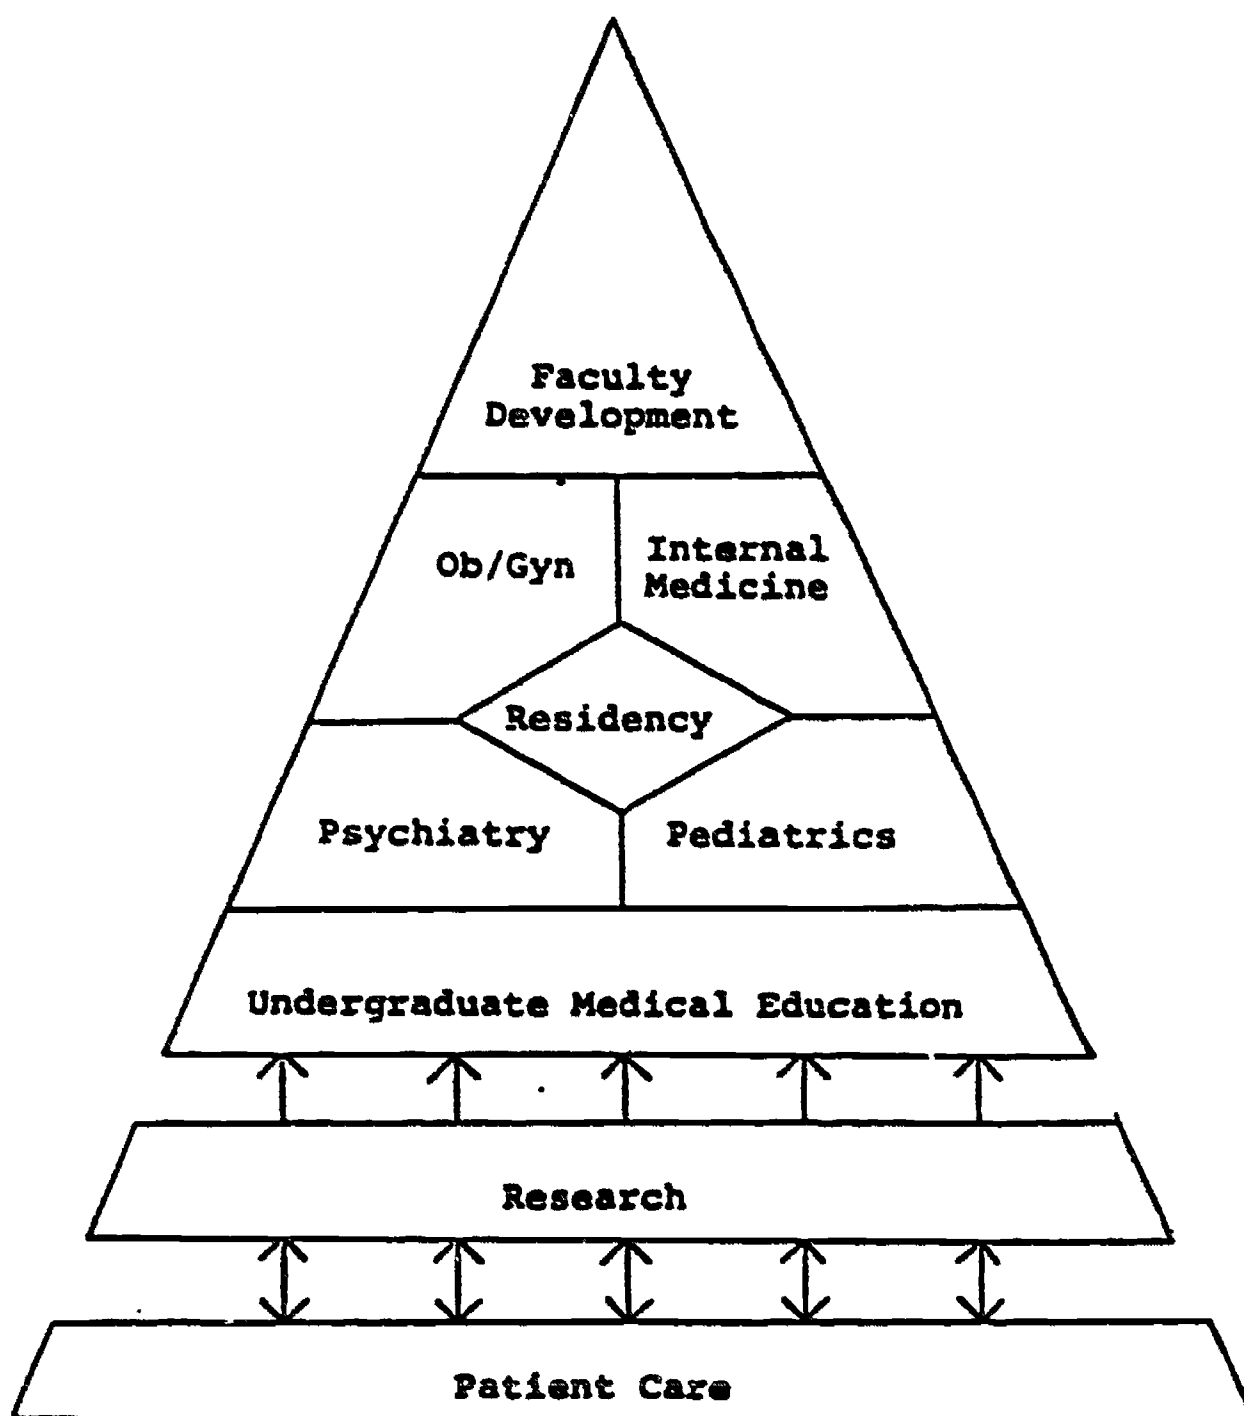 Faculty
Development
Ob/Gyn
Internal
Medicine
Residency
Psychiatry
Pediatrics
Undergraduate Medical Education
Research
Patient Care